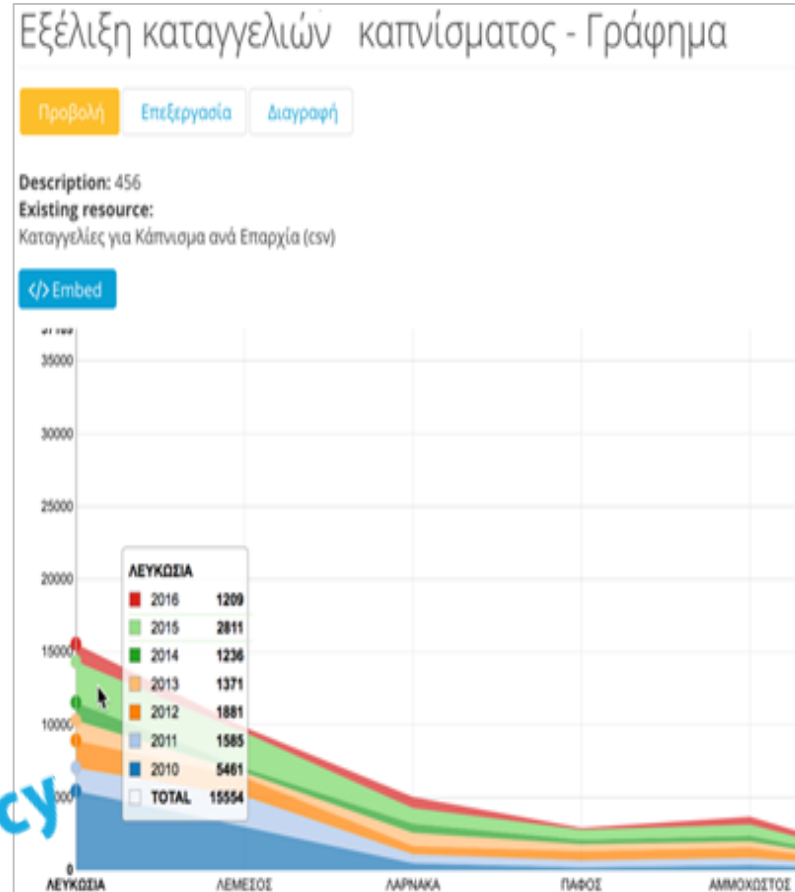 Εξέλιξη καταγγελιών καπνίσματος - Γράφημα
Προβολή Επεξεργασία Διαγραφή
Description: 456
Existing resource:
Καταγγελίες για Κάπνισμα ανά Επαρχία (csv)
</> Embed
35000
30000
25000
20000
15000
10000
ΛΕΥΚΩΣΙΑ
2016 1209
2015 2811
2014 1236
2013 1371
2012 1881
2011 1585
2010 5461
TOTAL 15554
cy
0
ΛΕΥΚΩΣΙΑ ΛΕΜΕΣΟΣ ΛΑΡΝΑΚΑ ΠΑΦΟΣ ΑΜΜΟΧΩΣΤΟΣ